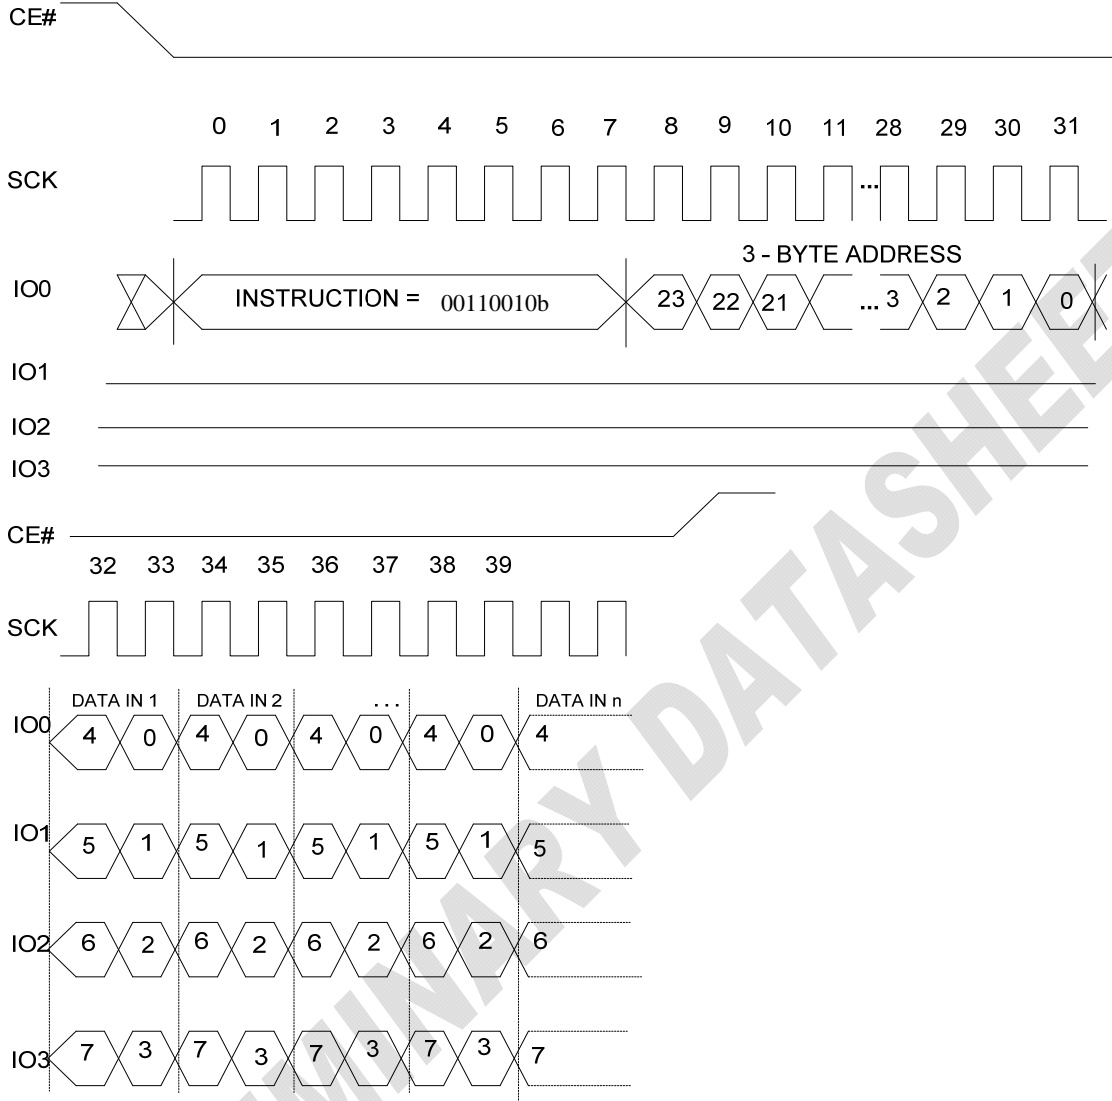 CE#
0 1 2 3 4 5 6 7 8 9 10 11 28 29 30 31
SCK ...
3 - BYTE ADDRESS
IO0 INSTRUCTION = 00110010b 23 22 21 ... 3 2 1 0
IO1
IO2
IO3
CE#
32 33 34 35 36 37 38 39
SCK
DATA IN 1 DATA IN 2 ... DATA IN n
IO0 4 0 4 0 4 0 4 0 4
IO1 5 1 5 1 5 1 5 1 5
IO2 6 2 6 2 6 2 6 2 6
IO3 7 3 7 3 7 3 7 3 7
MINARY DATASHEE